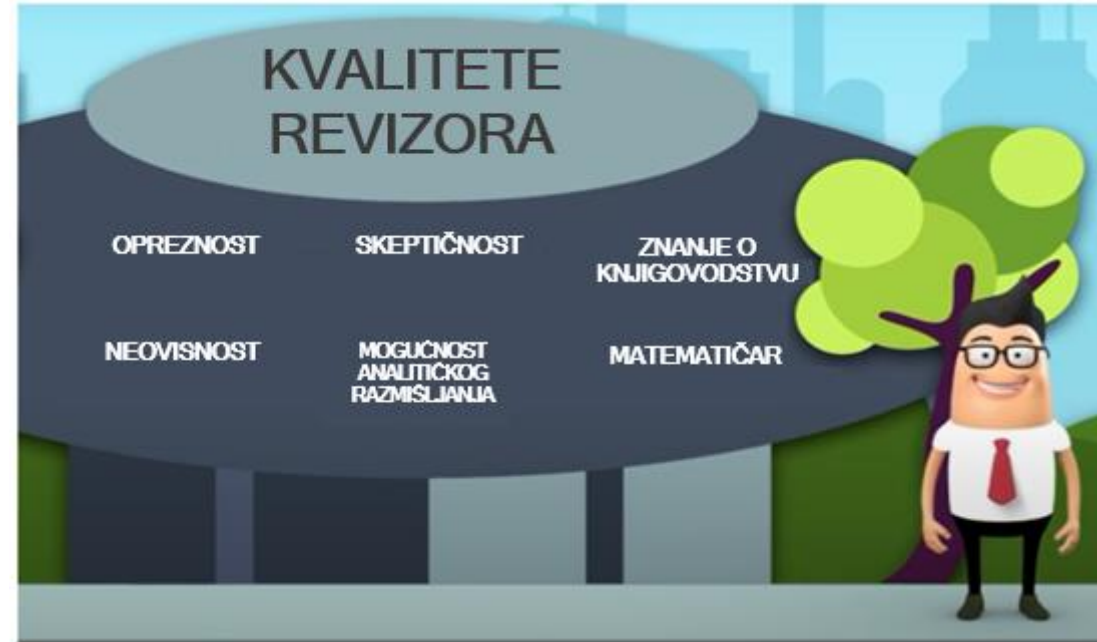 KVALITETE
REVIZORA
OPREZNOST
SKEPTIČNOST
ZNANJE O
KNJIGOVODSTVU
NEOVISNOST
MOGUĆNOST
ANALITIČKOG
RAZMIŠLJANJA
MATEMATIČAR